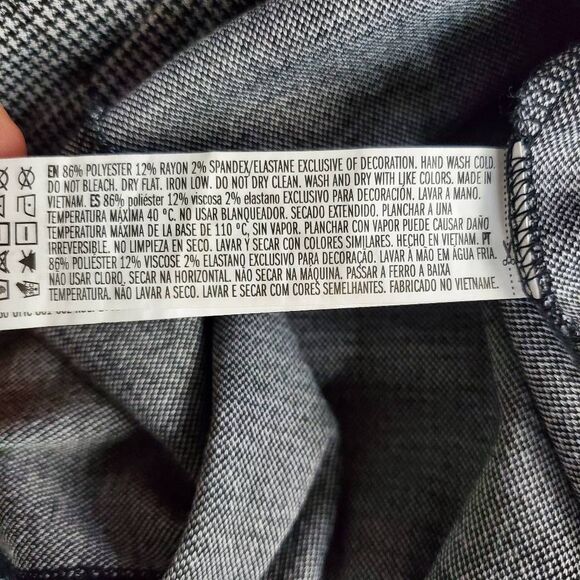 EN 86% POLYESTER 12% RAYON 2% SPANDEX/ELASTANE EXCLUSIVE OF DECORATION. HAND WASH COLD.
DO NOT BLEACH. DRY FLAT. IRON LOW. DO NOT DRY CLEAN. WASH AND DRY WITH LIKE COLORS. MADE IN
VIETNAM. ES 86% poliéster 12% viscosa 2% elastano EXCLUSIVO PARA DECORACIÓN. LAVAR A MANO.
TEMPERATURA MÁXIMA 40 °C. NO USAR BLANQUEADOR. SECADO EXTENDIDO. PLANCHAR A UNA
TEMPERATURA MÁXIMA DE LA BASE DE 110 °C, SIN VAPOR. PLANCHAR CON VAPOR PUEDE CAUSAR DAÑO
IRREVERSIBLE. NO LIMPIEZA EN SECO. LAVAR Y SECAR CON COLORES SIMILARES. HECHO EN VIETNAM. PT
86% POLIÉSTER 12% VISCOSE 2% ELASTANO EXCLUSIVO PARA DECORAÇÃO. LAVAR À MÃO EM ÁGUA FRIA.
NÃO USAR CLORO. SECAR NA HORIZONTAL. NÃO SECAR NA MÁQUINA. PASSAR A FERRO A BAIXA
TEMPERATURA. NÃO LAVAR A SECO. LAVAR E SECAR COM CORES SEMELHANTES. FABRICADO NO VIETNAME.